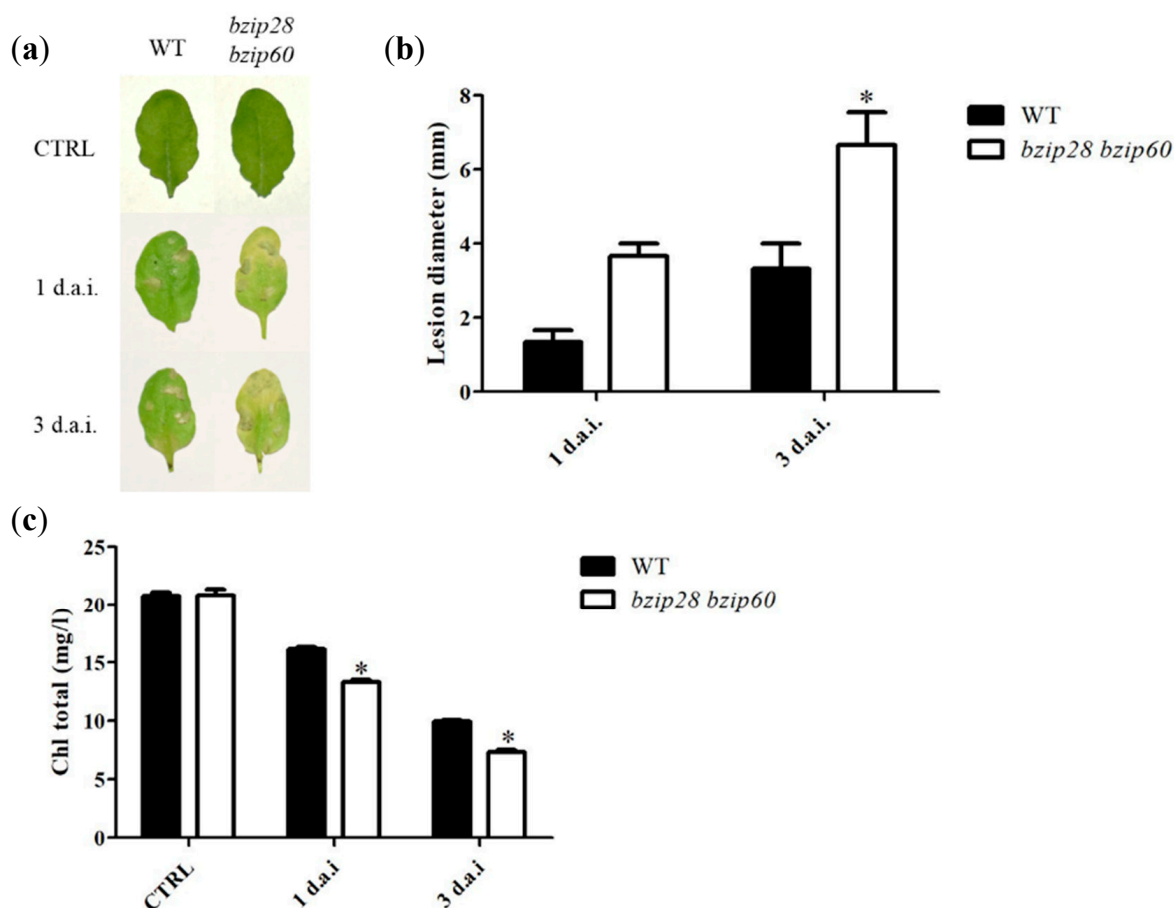 (a)
WT
bzip28
bzip60
CTRL
1 d.a.i.
3 d.a.i.
(b)
Lesion diameter (mm)
8
6
4
2
0
*
1 d.a.i.
3 d.a.i.
WT
bzip28 bzip60
(c)
Chl total (mg/l)
25
20
15
10
5
0
*
*
CTRL
1 d.a.i
3 d.a.i
WT
bzip28 bzip60